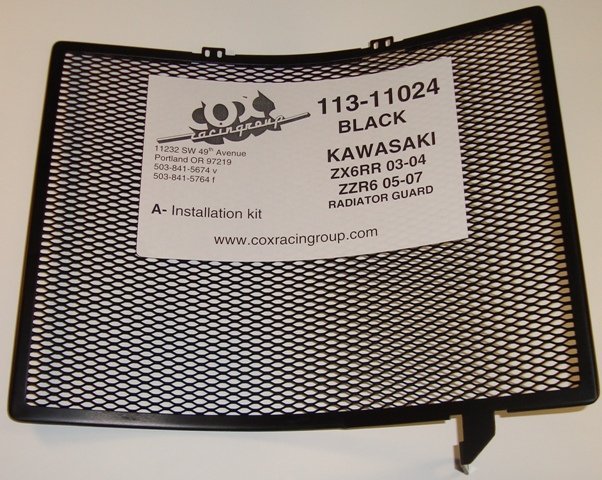 COX
racingroup
11232 SW 49th Avenue
Portland OR 97219
503-841-5674 v
503-841-5764 f
A- Installation kit
113-11024
BLACK
KAWASAKI
ZX6RR 03-04
ZZR6 05-07
RADIATOR GUARD
www.coxracingroup.com